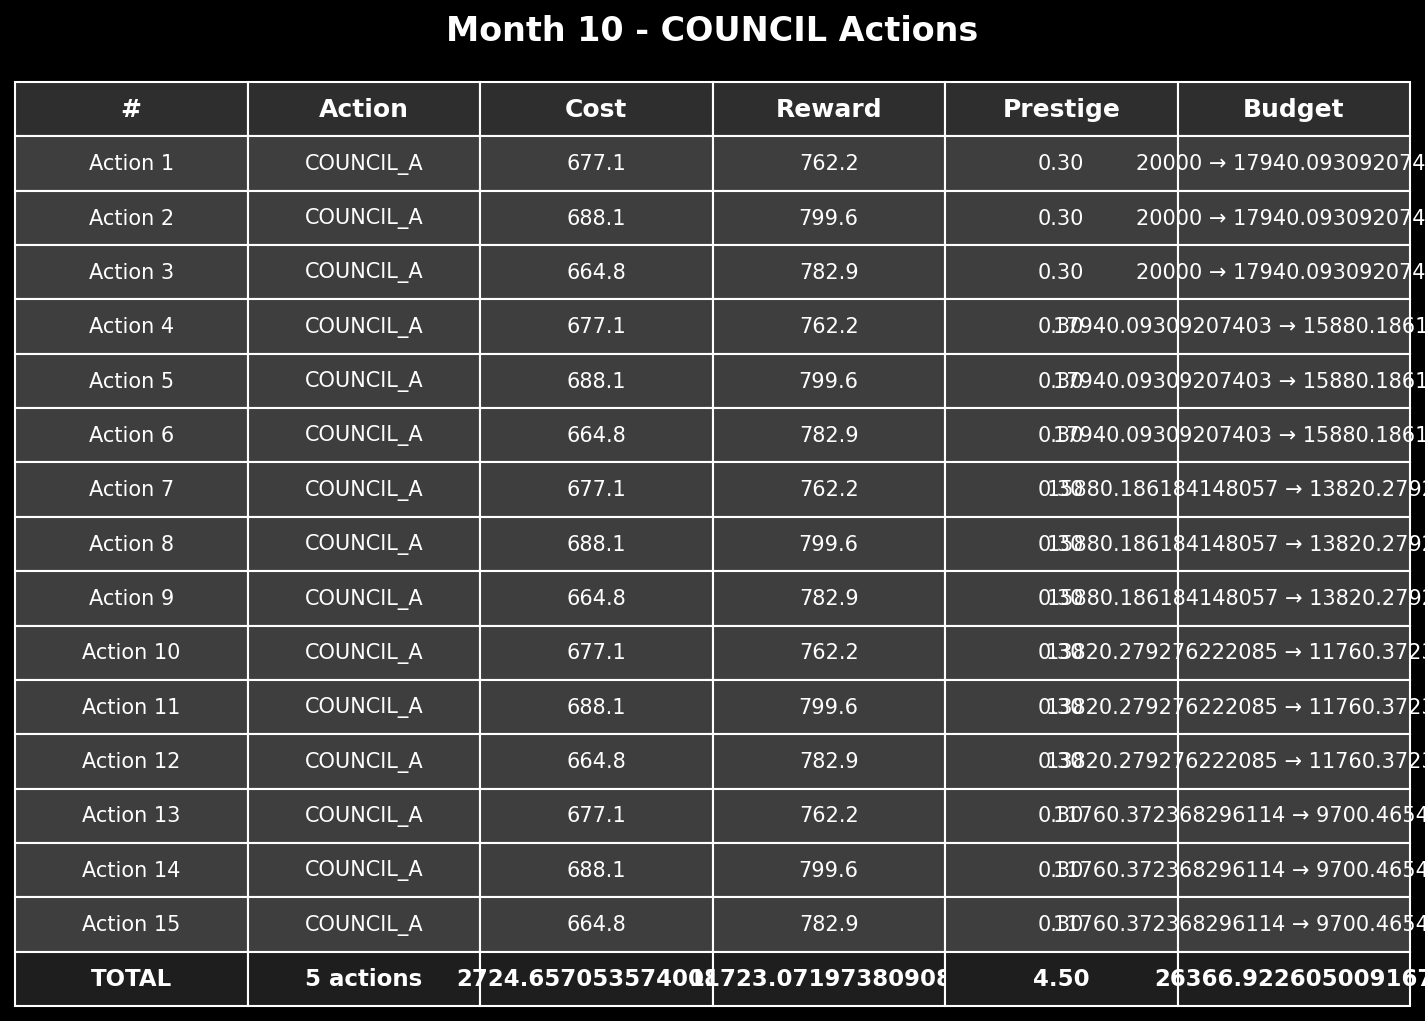 Month 10 - COUNCIL Actions
# Action Cost Reward Prestige Budget
Action 1 COUNCIL_A 677.1 762.2 0.30 20000 → 17940.093092074
Action 2 COUNCIL_A 688.1 799.6 0.30 20000 → 17940.093092074
Action 3 COUNCIL_A 664.8 782.9 0.30 20000 → 17940.093092074
Action 4 COUNCIL_A 677.1 762.2 0.30 17940.09309207403 → 15880.1861
Action 5 COUNCIL_A 688.1 799.6 0.30 17940.09309207403 → 15880.1861
Action 6 COUNCIL_A 664.8 782.9 0.30 17940.09309207403 → 15880.1861
Action 7 COUNCIL_A 677.1 762.2 0.30 15880.186184148057 → 13820.2792
Action 8 COUNCIL_A 688.1 799.6 0.30 15880.186184148057 → 13820.2792
Action 9 COUNCIL_A 664.8 782.9 0.30 15880.186184148057 → 13820.2792
Action 10 COUNCIL_A 677.1 762.2 0.30 13820.279276222085 → 11760.3723
Action 11 COUNCIL_A 688.1 799.6 0.30 13820.279276222085 → 11760.3723
Action 12 COUNCIL_A 664.8 782.9 0.30 13820.279276222085 → 11760.3723
Action 13 COUNCIL_A 677.1 762.2 0.30 11760.372368296114 → 9700.4654
Action 14 COUNCIL_A 688.1 799.6 0.30 11760.372368296114 → 9700.4654
Action 15 COUNCIL_A 664.8 782.9 0.30 11760.372368296114 → 9700.4654
TOTAL 5 actions 4.50 26366.922605009167